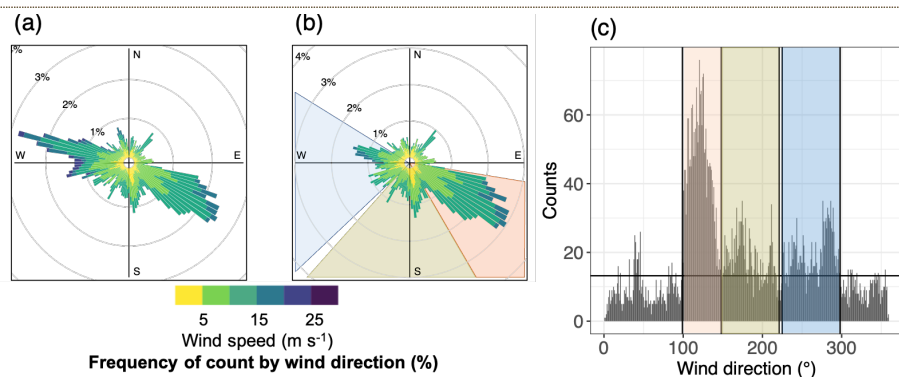 (a)
(b)
(c)
N
%
3%
2%
1%
W
E
S
N
4%
3%
2%
1%
W
E
S
5
15
25
Wind speed (m s⁻¹)
Frequency of count by wind direction (%)
60
40
20
0
Counts
0
100
200
300
Wind direction (°)